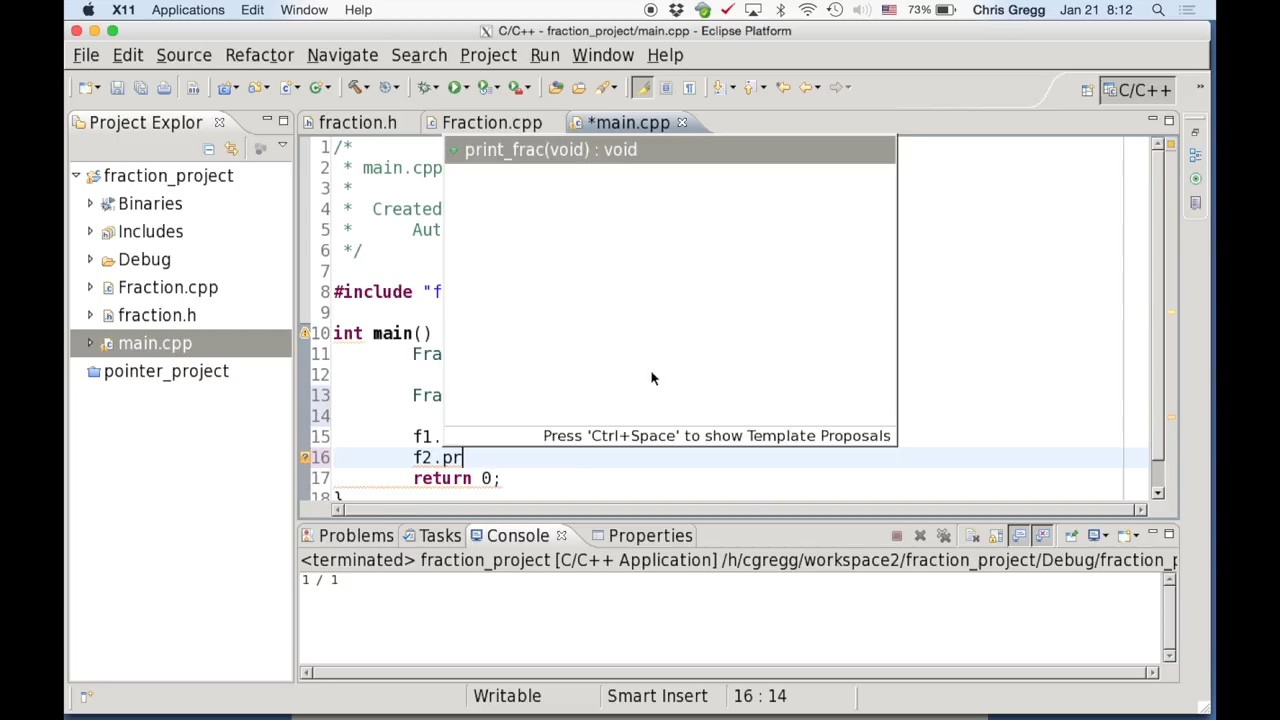 X11 Applications Edit Window Help 73% Chris Gregg Jan 21 8:12
C/C++ - fraction_project/main.cpp - Eclipse Platform
File Edit Source Refactor Navigate Search Project Run Window Help
C/C++
Project Explor
fraction.h Fraction.cpp *main.cpp
fraction_project
Binaries
Includes
Debug
Fraction.cpp
fraction.h
main.cpp
pointer_project
1 /*
2 * main.cpp
3 *
4 * Created
5 Aut
6 */
7
8 #include "f
9
10 int main()
11 Fra
12
13 Fra
14
15 f1.
16 f2.pr
17 return 0;
18 }
print_frac(void) : void
Press 'Ctrl+Space' to show Template Proposals
Problems Tasks Console Properties
<terminated> fraction_project [C/C++ Application] /h/cgregg/workspace2/fraction_project/Debug/fraction_p
1 / 1
Writable Smart Insert 16 : 14